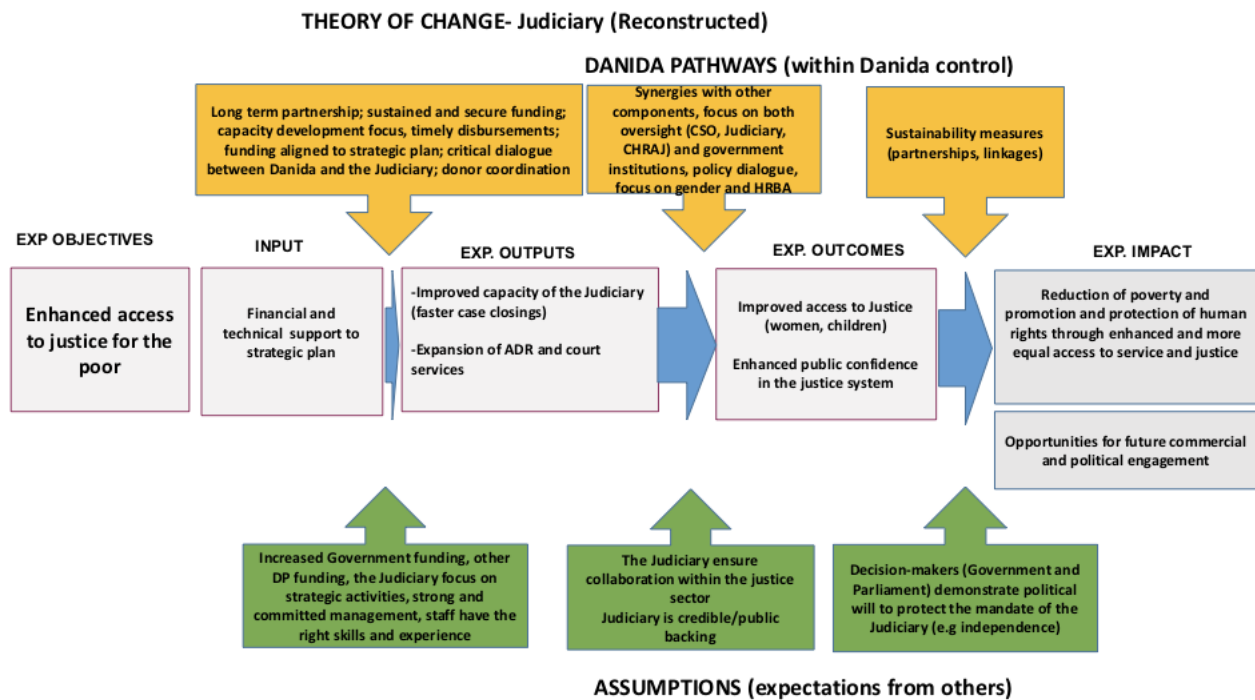 THEORY OF CHANGE- Judiciary (Reconstructed)
DANIDA PATHWAYS (within Danida control)
Long term partnership; sustained and secure funding;
capacity development focus, timely disbursements;
funding aligned to strategic plan; critical dialogue
between Danida and the Judiciary; donor coordination
Synergies with other
components, focus on both
oversight (CSO, Judiciary,
CHRAJ) and government
institutions, policy dialogue,
focus on gender and HRBA
Sustainability measures
(partnerships, linkages)
EXP OBJECTIVES
Enhanced access
to justice for the
poor
INPUT
Financial and
technical support to
strategic plan
EXP. OUTPUTS
-Improved capacity of the Judiciary
(faster case closings)
-Expansion of ADR and court
services
EXP. OUTCOMES
Improved access to Justice
(women, children)
Enhanced public confidence
in the justice system
EXP. IMPACT
Reduction of poverty and
promotion and protection of human
rights through enhanced and more
equal access to service and justice
Opportunities for future commercial
and political engagement
Increased Government funding, other
DP funding, the Judiciary focus on
strategic activities, strong and
committed management, staff have the
right skills and experience
The Judiciary ensure
collaboration within the justice
sector
Judiciary is credible/public
backing
Decision-makers (Government and
Parliament) demonstrate political
will to protect the mandate of the
Judiciary (e.g independence)
ASSUMPTIONS (expectations from others)